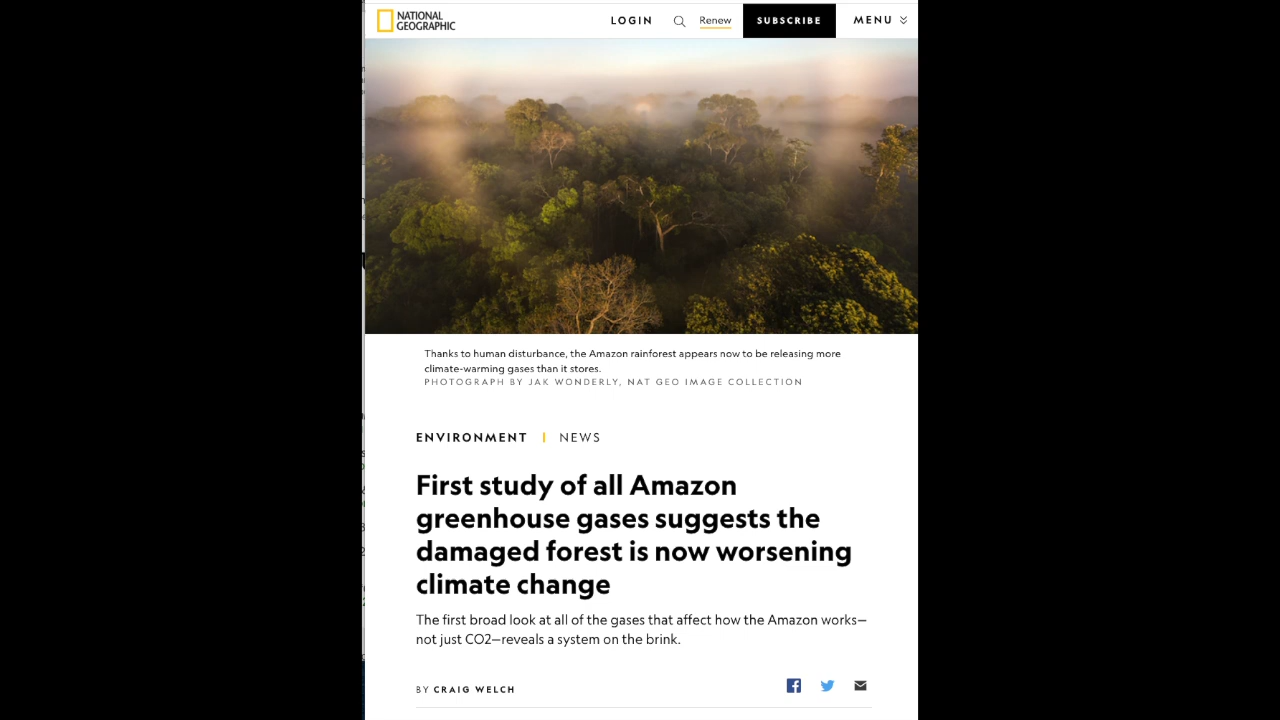 NATIONAL
GEOGRAPHIC
LOGIN
Renew
SUBSCRIBE
MENU
Thanks to human disturbance, the Amazon rainforest appears now to be releasing more
climate-warming gases than it stores.
PHOTOGRAPH BY JAK WONDERLY, NAT GEO IMAGE COLLECTION
ENVIRONMENT | NEWS
First study of all Amazon
greenhouse gases suggests the
damaged forest is now worsening
climate change
The first broad look at all of the gases that affect how the Amazon works—
not just CO2—reveals a system on the brink.
BY CRAIG WELCH